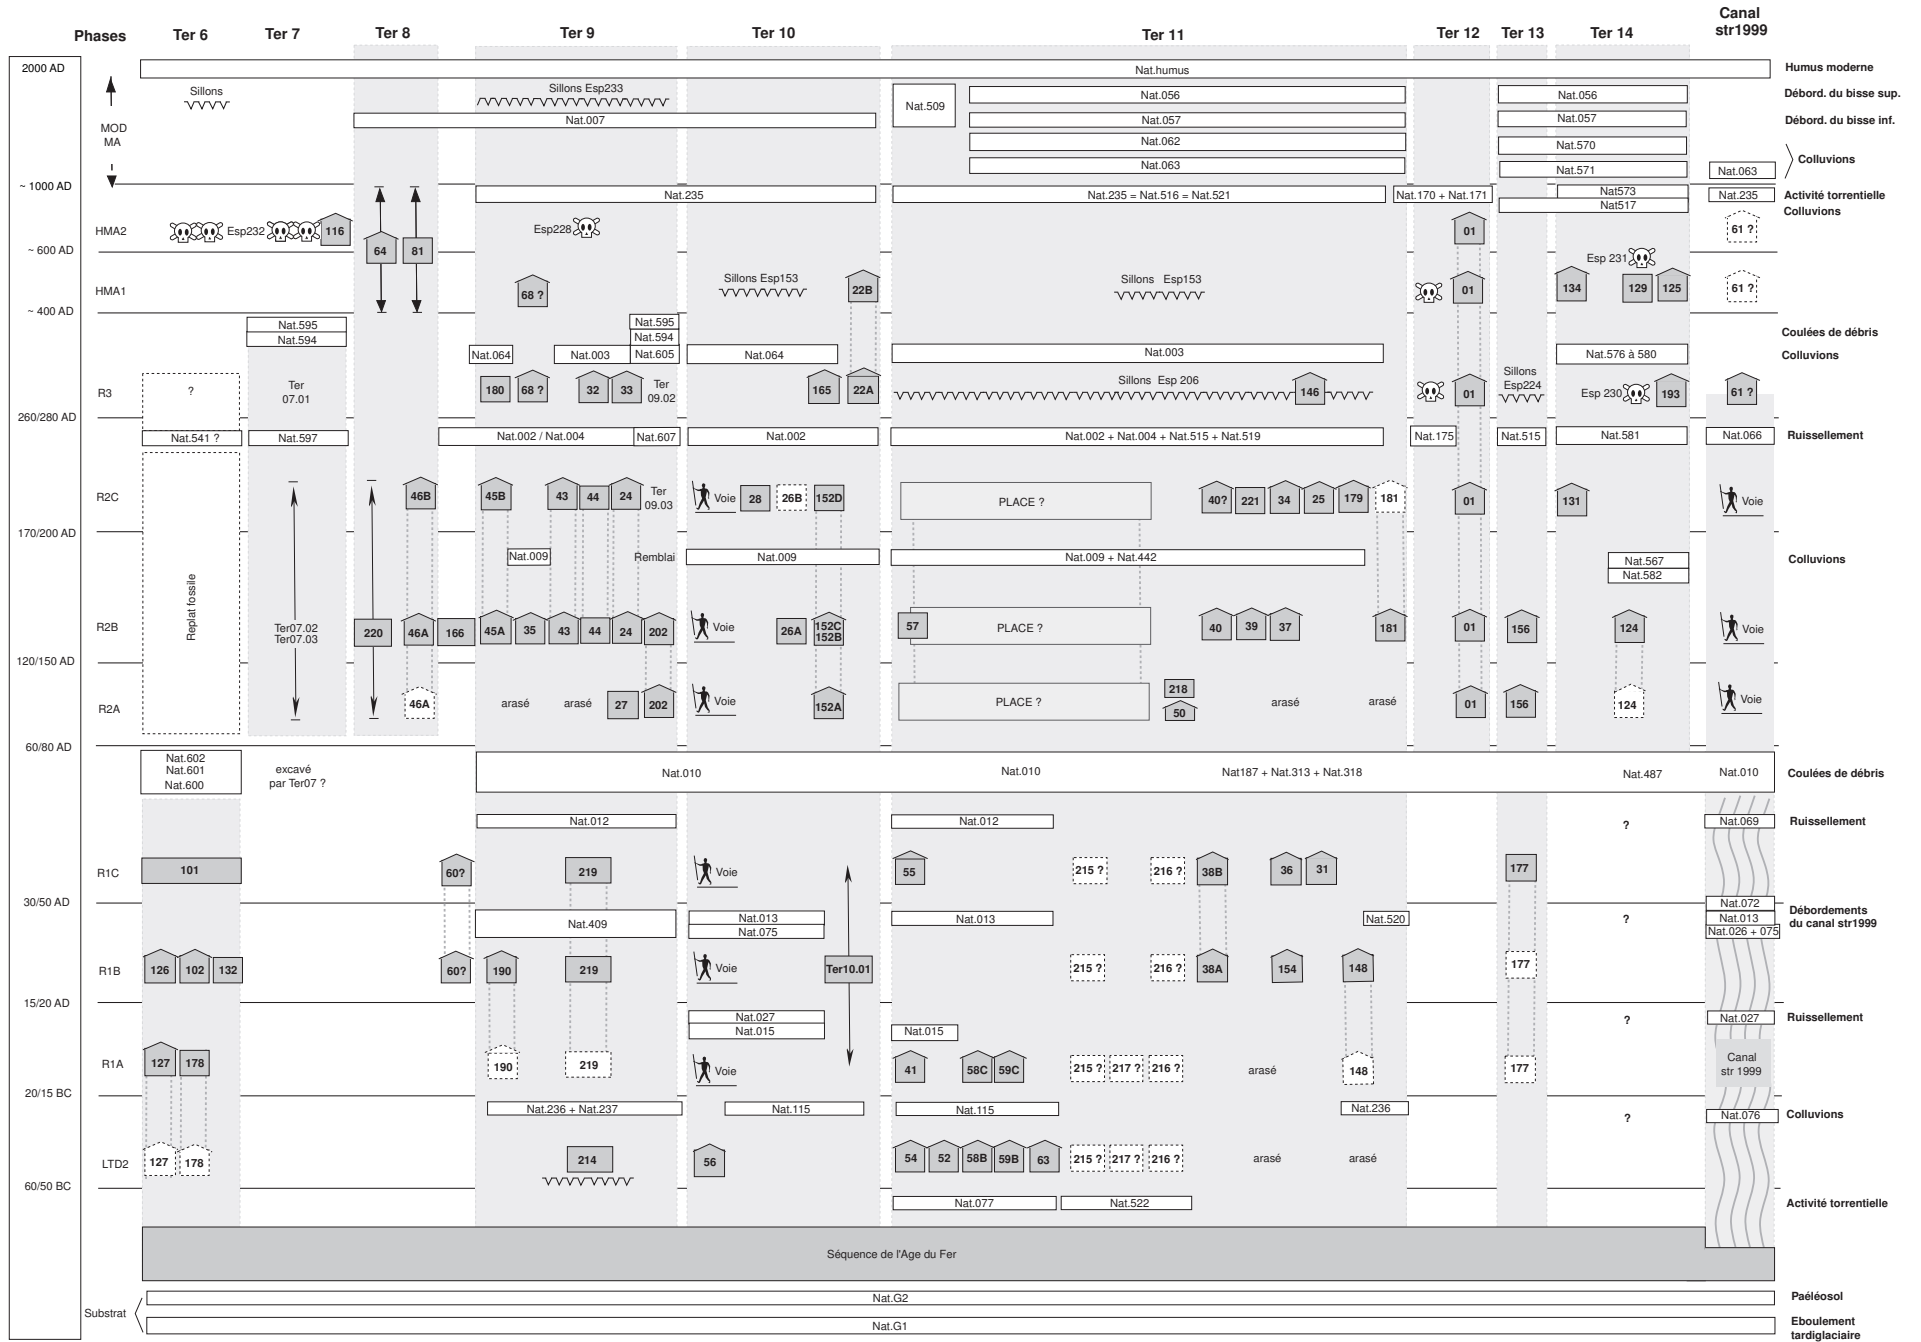 Phases Ter 6 Ter 7 Ter 8 Ter 9 Ter 10 Ter 11 Ter 12 Ter 13 Ter 14 Canal
str1999
2000 AD Nat.humus Humus moderne
Sillons Sillons Esp233 Nat.509 Nat.056 Nat.056 Débord. du bisse sup.
Nat.007 Nat.057 Nat.057 Débord. du bisse inf.
MOD
MA
Nat.062 Nat.570
Nat.063 Nat.571 Nat.063 Colluvions
~ 1000 AD Nat.235 Nat.235 = Nat.516 = Nat.521 Nat.170 + Nat.171 Nat573 Nat.235 Activité torrentielle
Nat517 Colluvions
HMA2 Esp232 116 Esp228 01 61 ?
~ 600 AD 64 81 Esp 231
HMA1 68 ? Sillons Esp153 22B Sillons Esp153 01 134 129 125 61 ?
~ 400 AD
Nat.595 Nat.595
Nat.594 Nat.594 Coulées de débris
Nat.064 Nat.003 Nat.605 Nat.064 Nat.003 Nat.576 à 580 Colluvions
R3 ? Ter
07.01 180 68 ? 32 33 Ter
09.02 165 22A Sillons Esp 206 146 01 Sillons
Esp224 Esp 230 193 61 ?
260/280 AD
Nat.541 ? Nat.597 Nat.002 / Nat.004 Nat.607 Nat.002 Nat.002 + Nat.004 + Nat.515 + Nat.519 Nat.175 Nat.515 Nat.581 Nat.066 Ruissellement
R2C 46B 45B 43 44 24 Ter
09.03 Voie 28 26B 152D PLACE ? 40? 221 34 25 179 181 01 131 Voie
170/200 AD
Nat.009 Remblai Nat.009 Nat.009 + Nat.442 Nat.567 Colluvions
Nat.582
Replat fossile
R2B Ter07.02
Ter07.03 220 46A 166 45A 35 43 44 24 202 Voie 26A 152C
152B 57 PLACE ? 40 39 37 181 01 156 124 Voie
120/150 AD
R2A 46A arasé arasé 27 202 Voie 152A PLACE ? 218
50 arasé arasé 01 156 124 Voie
60/80 AD
Nat.602
Nat.601
Nat.600 excavé
par Ter07 ? Nat.010 Nat.010 Nat187 + Nat.313 + Nat.318 Nat.487 Nat.010 Coulées de débris
Nat.012 Nat.012 ? Nat.069 Ruissellement
R1C 101 60? 219 Voie 55 215 ? 216 ? 38B 36 31 177
30/50 AD Nat.072
Nat.409 Nat.013 Nat.013 Nat.520 ? Nat.013 Débordements
du canal str1999
Nat.075 Nat.026 + 075
R1B 126 102 132 60? 190 219 Voie Ter10.01 215 ? 216 ? 38A 154 148 177
15/20 AD
Nat.027 ? Nat.027 Ruissellement
Nat.015 Nat.015
R1A 127 178 190 219 Voie 41 58C 59C 215 ? 217 ? 216 ? arasé 148 177 Canal
str 1999
20/15 BC
Nat.236 + Nat.237 Nat.115 Nat.115 Nat.236 ? Nat.076 Colluvions
LTD2 127 178 214 56 54 52 58B 59B 63 215 ? 217 ? 216 ? arasé arasé
60/50 BC
Nat.077 Nat.522 Activité torrentielle
Séquence de l'Age du Fer
Substrat Nat.G2 Paéléosol
Nat.G1 Eboulement
tardiglaciaire